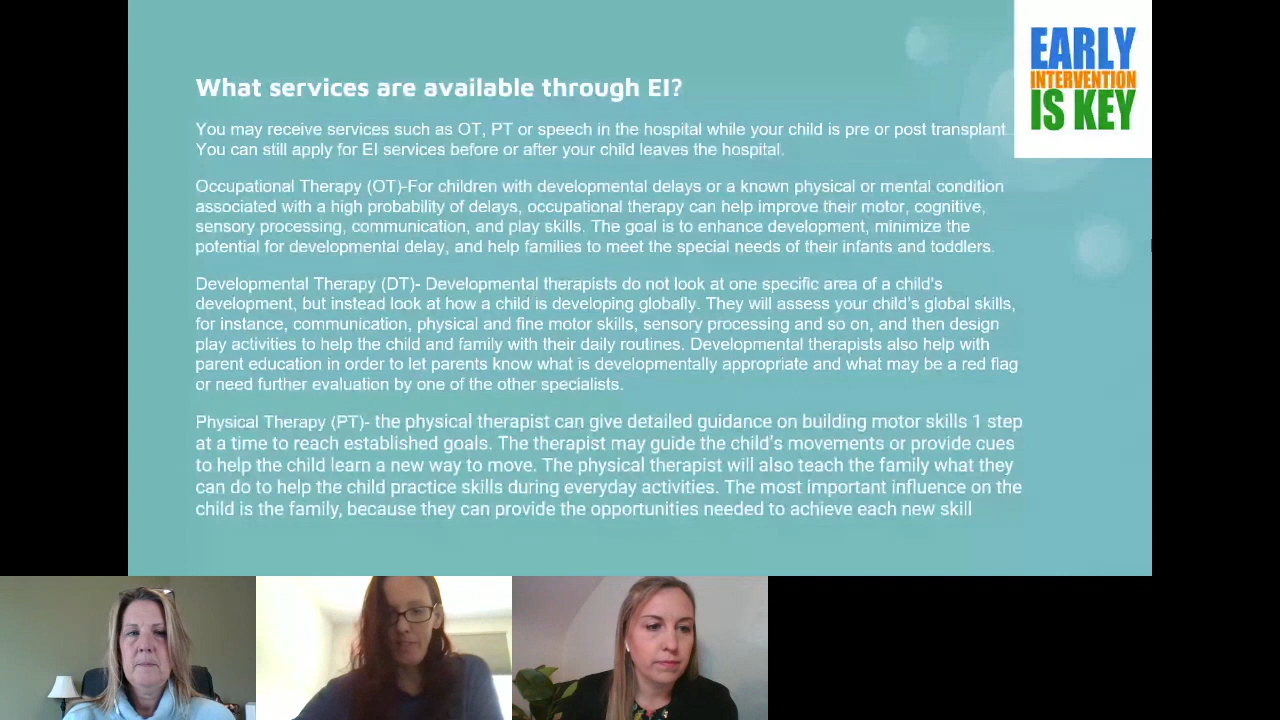 EARLY
INTERVENTION
IS KEY
What services are available through EI?
You may receive services such as OT, PT or speech in the hospital while your child is pre or post transplant.
You can still apply for EI services before or after your child leaves the hospital.
Occupational Therapy (OT)-For children with developmental delays or a known physical or mental condition
associated with a high probability of delays, occupational therapy can help improve their motor, cognitive,
sensory processing, communication, and play skills. The goal is to enhance development, minimize the
potential for developmental delay, and help families to meet the special needs of their infants and toddlers.
Developmental Therapy (DT)- Developmental therapists do not look at one specific area of a child's
development, but instead look at how a child is developing globally. They will assess your child's global skills,
for instance, communication, physical and fine motor skills, sensory processing and so on, and then design
play activities to help the child and family with their daily routines. Developmental therapists also help with
parent education in order to let parents know what is developmentally appropriate and what may be a red flag
or need further evaluation by one of the other specialists.
Physical Therapy (PT)- the physical therapist can give detailed guidance on building motor skills 1 step
at a time to reach established goals. The therapist may guide the child's movements or provide cues
to help the child learn a new way to move. The physical therapist will also teach the family what they
can do to help the child practice skills during everyday activities. The most important influence on the
child is the family, because they can provide the opportunities needed to achieve each new skill